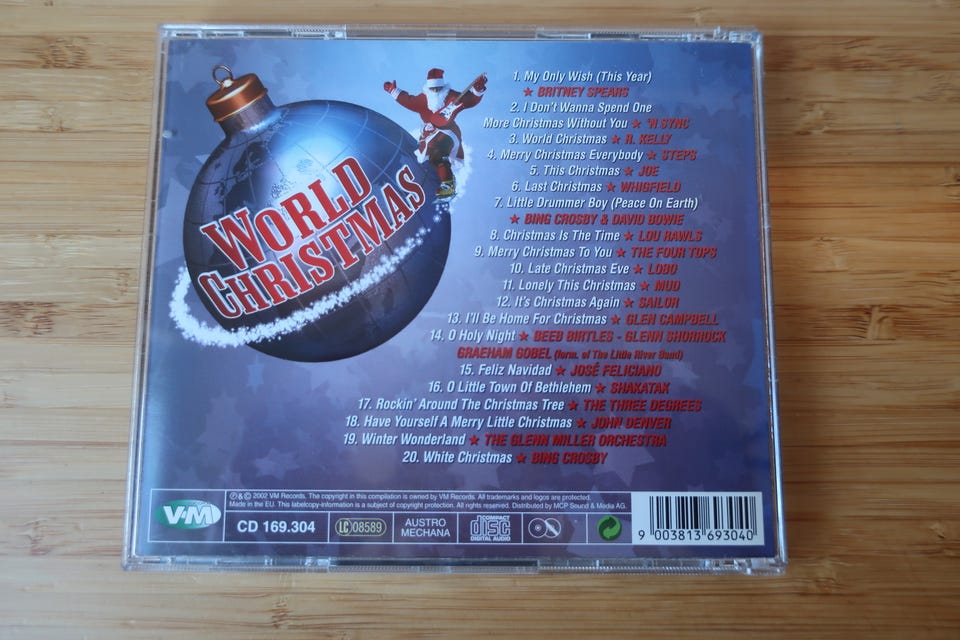 WORLD
CHRISTMAS
1. My Only Wish (This Year)
★ BRITNEY SPEARS
2. I Don't Wanna Spend One
More Christmas Without You ★ 'N SYNC
3. World Christmas ★ R. KELLY
4. Merry Christmas Everybody ★ STEPS
5. This Christmas ★ JOE
6. Last Christmas ★ WHIGFIELD
7. Little Drummer Boy (Peace On Earth)
★ BING CROSBY & DAVID BOWIE
8. Christmas Is The Time ★ LOU RAWLS
9. Merry Christmas To You ★ THE FOUR TOPS
10. Late Christmas Eve ★ LOBO
11. Lonely This Christmas ★ MUD
12. It's Christmas Again ★ SAILOR
13. I'll Be Home For Christmas ★ GLEN CAMPBELL
14. O Holy Night ★ BEEB BIRTLES - GLENN SHORROCK
GRAEHAM GOBEL (form. of The Little River Band)
15. Feliz Navidad ★ JOSÉ FELICIANO
16. O Little Town Of Bethlehem ★ SHAKATAK
17. Rockin' Around The Christmas Tree ★ THE THREE DEGREES
18. Have Yourself A Merry Little Christmas ★ JOHN DENVER
19. Winter Wonderland ★ THE GLENN MILLER ORCHESTRA
20. White Christmas ★ BING CROSBY
V·M
℗ & © 2002 VM Records. The copyright in this compilation is owned by VM Records. All trademarks and logos are protected.
Made in the EU. This labelcopy-information is a subject of copyright protection. All rights reserved. Distributed by MCP Sound & Media AG.
CD 169.304
LC 08589
AUSTRO
MECHANA
COMPACT
disc
DIGITAL AUDIO
9 003813 693040